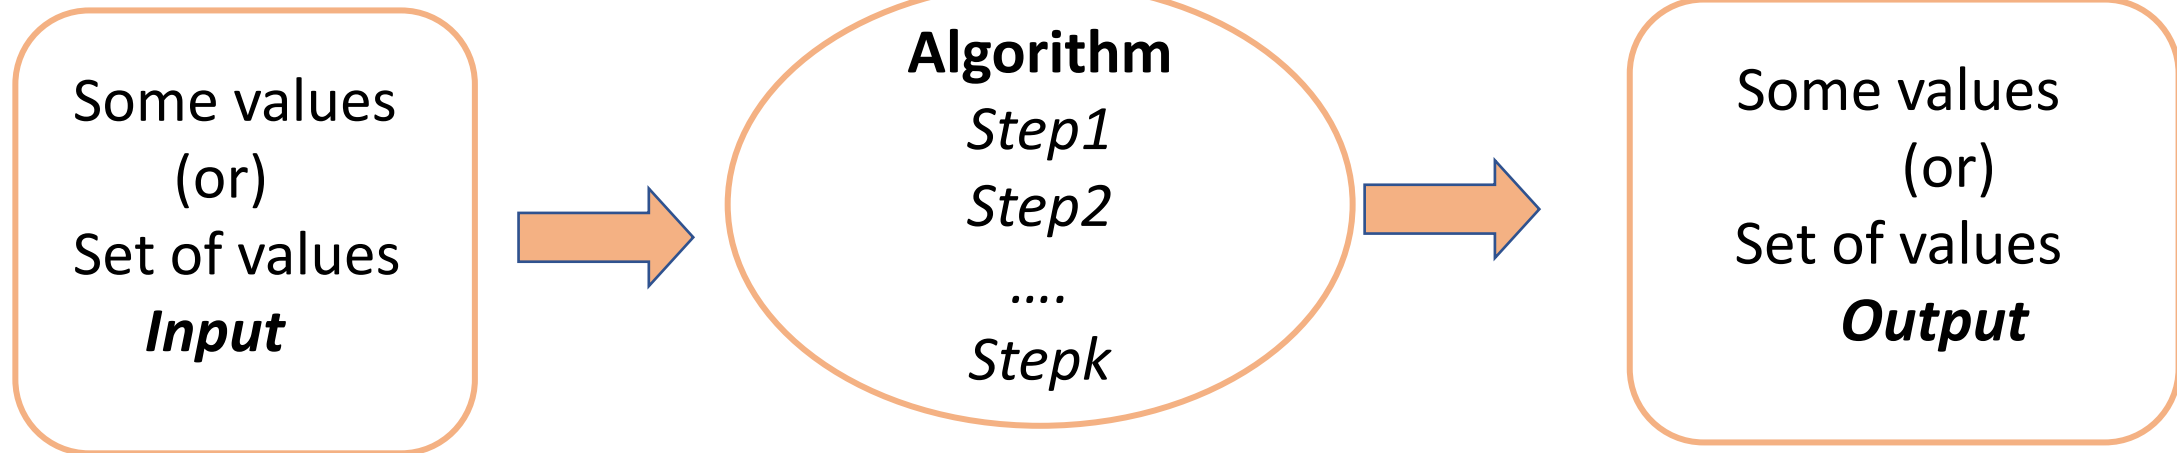 Some values
(or)
Set of values
Input
Algorithm
Step1
Step2
....
Stepk
Some values
(or)
Set of values
Output